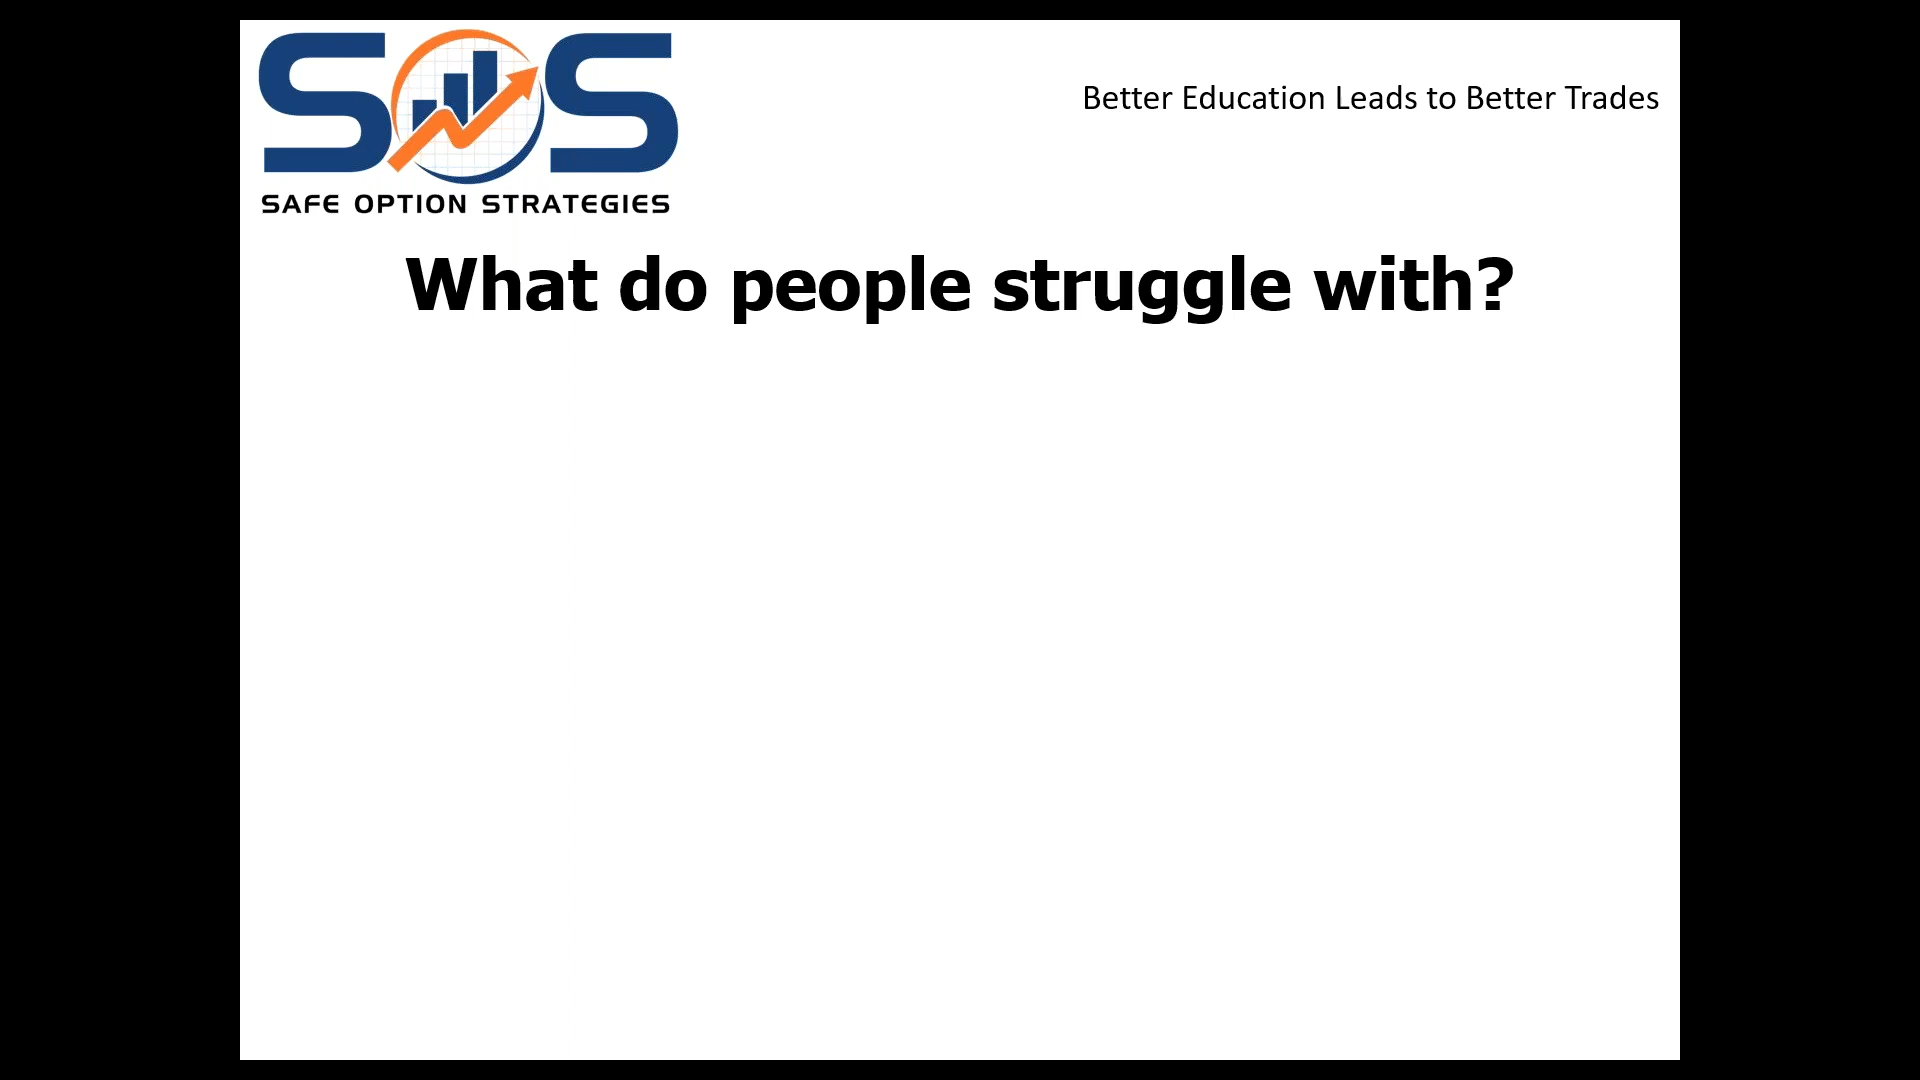 SOS
SAFE OPTION STRATEGIES
Better Education Leads to Better Trades
What do people struggle with?